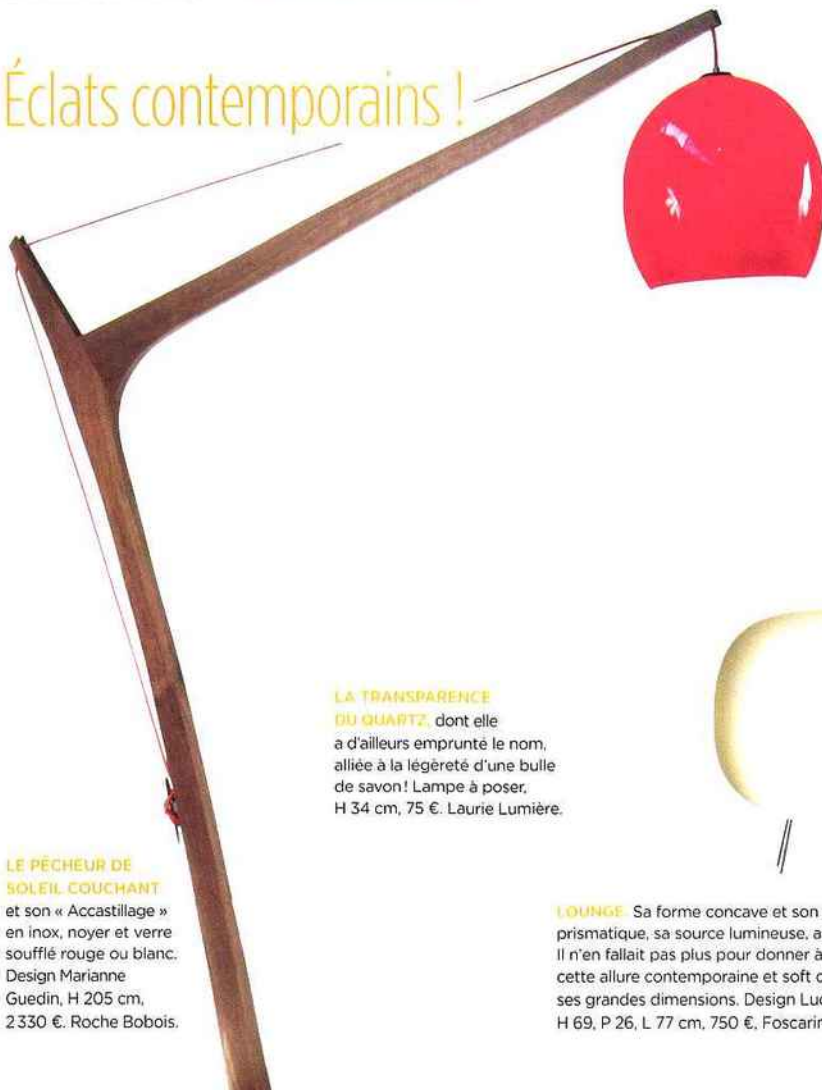 Éclats contemporains !
LA TRANSPARENCE
DU QUARTZ, dont elle
a d'ailleurs emprunté le nom,
alliée à la légèreté d'une bulle
de savon! Lampe à poser,
H 34 cm, 75 €. Laurie Lumière.
LE PÊCHEUR DE
SOLEIL COUCHANT
et son « Accastillage »
en inox, noyer et verre
soufflé rouge ou blanc.
Design Marianne
Guedin, H 205 cm,
2 330 €. Roche Bobois.
LOUNGE. Sa forme concave et son
prismatique, sa source lumineuse,
Il n'en fallait pas plus pour donner à
cette allure contemporaine et soft
ses grandes dimensions. Design
H 69, P 26, L 77 cm, 750 €,